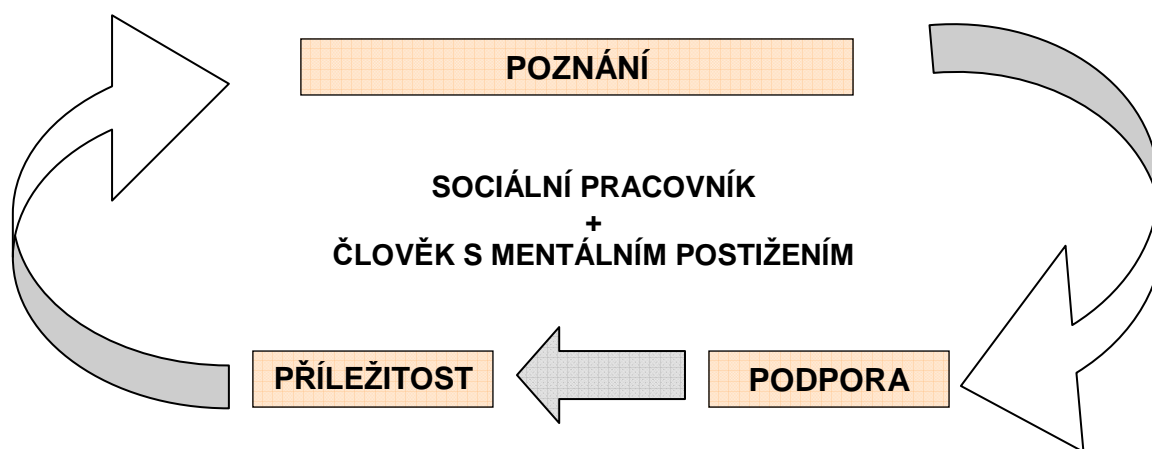 POZNÁNÍ
SOCIÁLNÍ PRACOVNÍK
+
ČLOVĚK S MENTÁLNÍM POSTIŽENÍM
PŘÍLEŽITOST
PODPORA